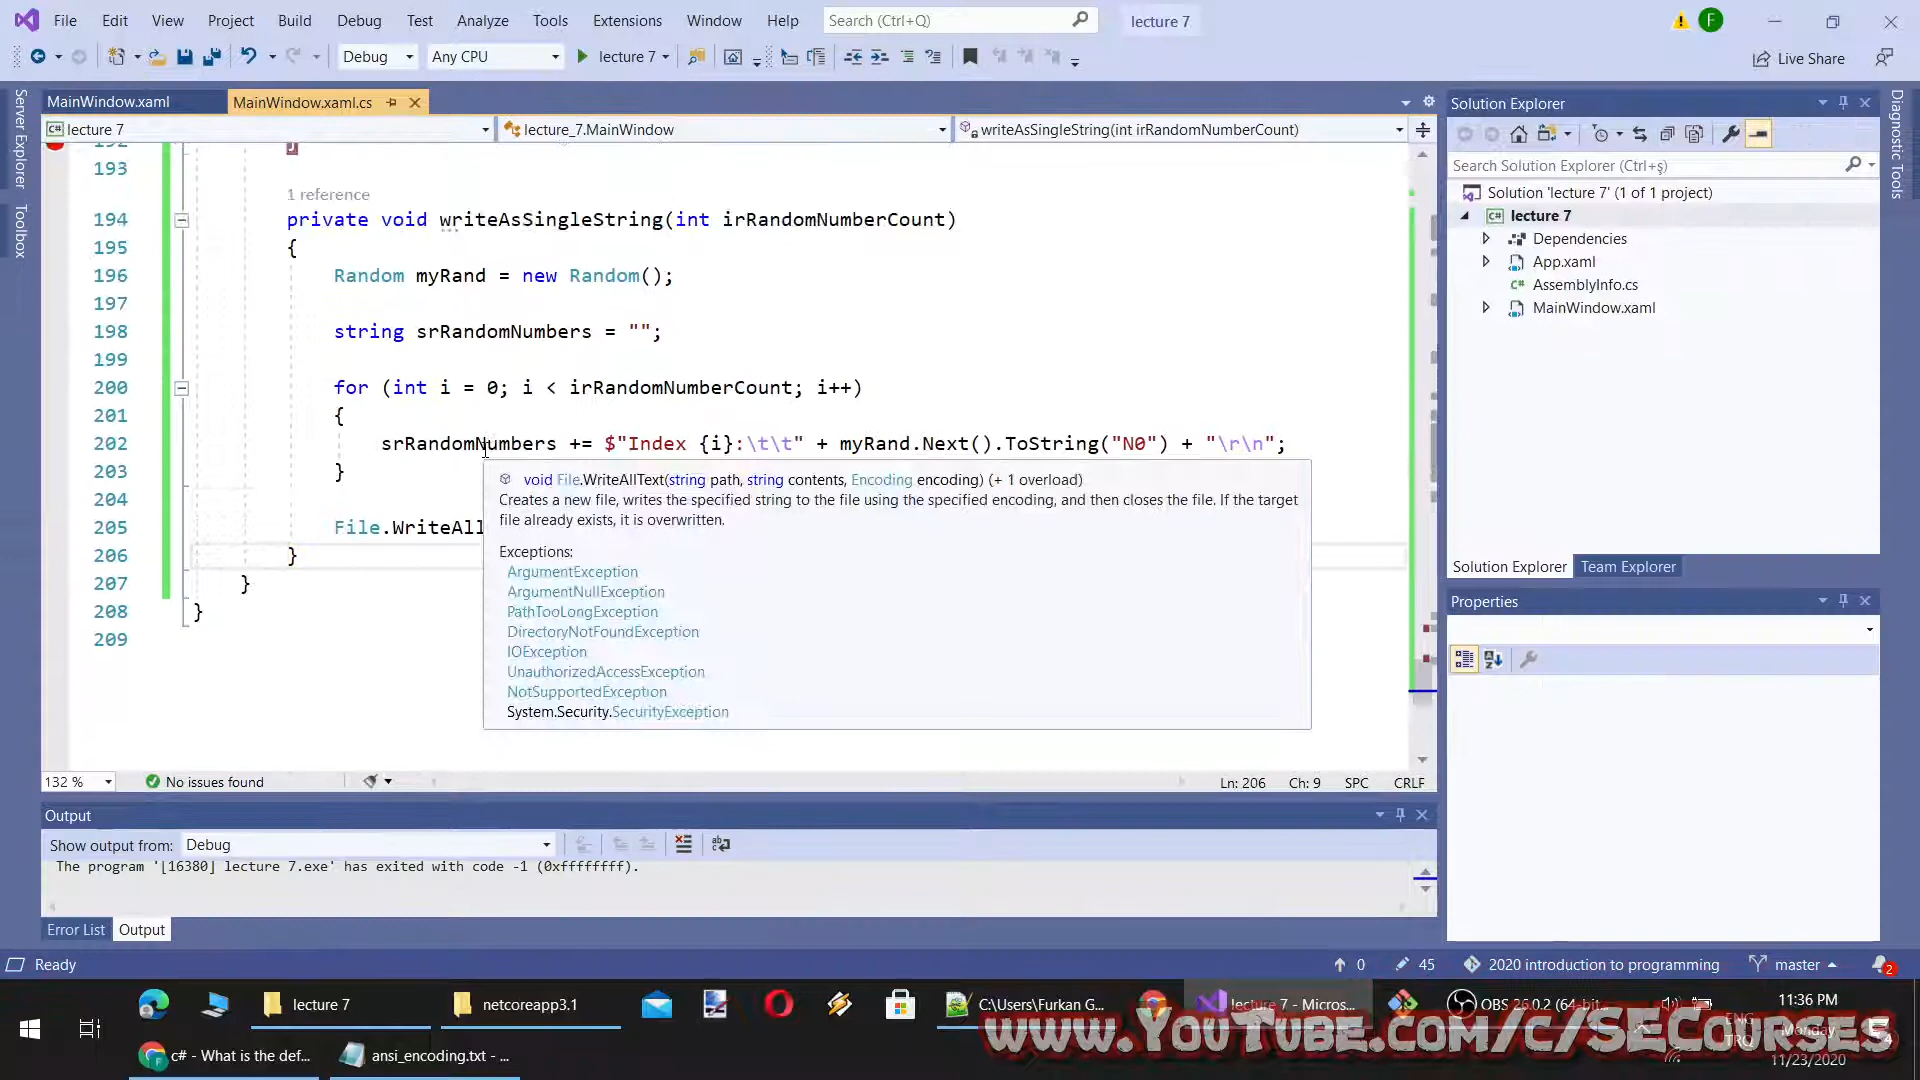 File Edit View Project Build Debug Test Analyze Tools Extensions Window Help Search (Ctrl+Q) lecture 7 F
Debug Any CPU lecture 7 Live Share
Server Explorer
Toolbox
MainWindow.xaml MainWindow.xaml.cs
C# lecture 7 lecture_7.MainWindow writeAsSingleString(int irRandomNumberCount)
192
193
1 reference
194 private void writeAsSingleString(int irRandomNumberCount)
195 {
196 Random myRand = new Random();
197
198 string srRandomNumbers = "";
199
200 for (int i = 0; i < irRandomNumberCount; i++)
201 {
202 srRandomNumbers += $"Index {i}:\t\t" + myRand.Next().ToString("N0") + "\r\n";
203 }
204
205 File.WriteAll
206 }
207 }
208 }
209
void File.WriteAllText(string path, string contents, Encoding encoding) (+ 1 overload)
Creates a new file, writes the specified string to the file using the specified encoding, and then closes the file. If the target
file already exists, it is overwritten.
Exceptions:
ArgumentException
ArgumentNullException
PathTooLongException
DirectoryNotFoundException
IOException
UnauthorizedAccessException
NotSupportedException
System.Security.SecurityException
132 % No issues found Ln: 206 Ch: 9 SPC CRLF
Output
Show output from: Debug
The program '[16380] lecture 7.exe' has exited with code -1 (0xffffffff).
Error List Output
Solution Explorer
Search Solution Explorer (Ctrl+ş)
Solution 'lecture 7' (1 of 1 project)
C# lecture 7
Dependencies
App.xaml
C# AssemblyInfo.cs
MainWindow.xaml
Solution Explorer Team Explorer
Properties
Diagnostic Tools
Ready 0 45 2020 introduction to programming master 2
lecture 7 netcoreapp3.1 C:\Users\Furkan G... lecture 7 - Micros... OBS 26.0.2 (64-bit... 11:36 PM
c# - What is the def... ansi_encoding.txt - ... ENG Monday
TRQ 11/23/2020
www.YouTube.com/c/SECourses